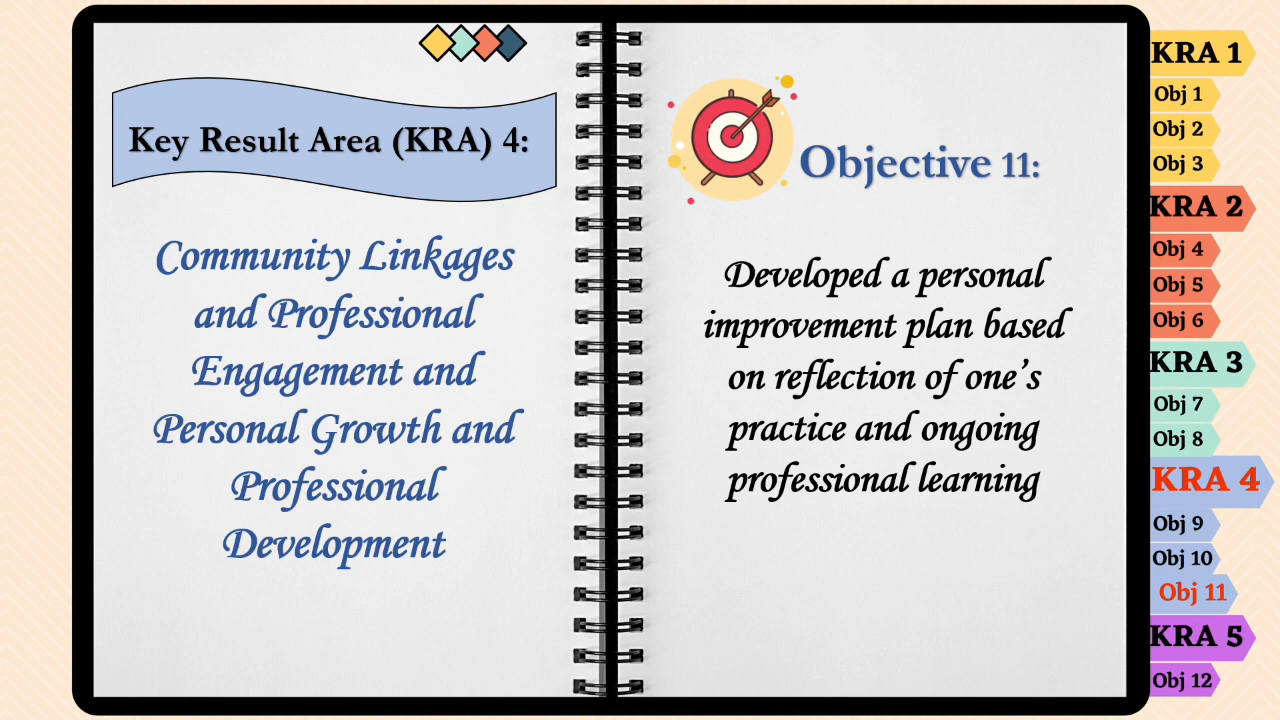 Key Result Area (KRA) 4:
Community Linkages
and Professional
Engagement and
Personal Growth and
Professional
Development
Objective 11:
Developed a personal
improvement plan based
on reflection of one’s
practice and ongoing
professional learning
KRA 1
Obj 1
Obj 2
Obj 3
KRA 2
Obj 4
Obj 5
Obj 6
KRA 3
Obj 7
Obj 8
KRA 4
Obj 9
Obj 10
Obj 11
KRA 5
Obj 12